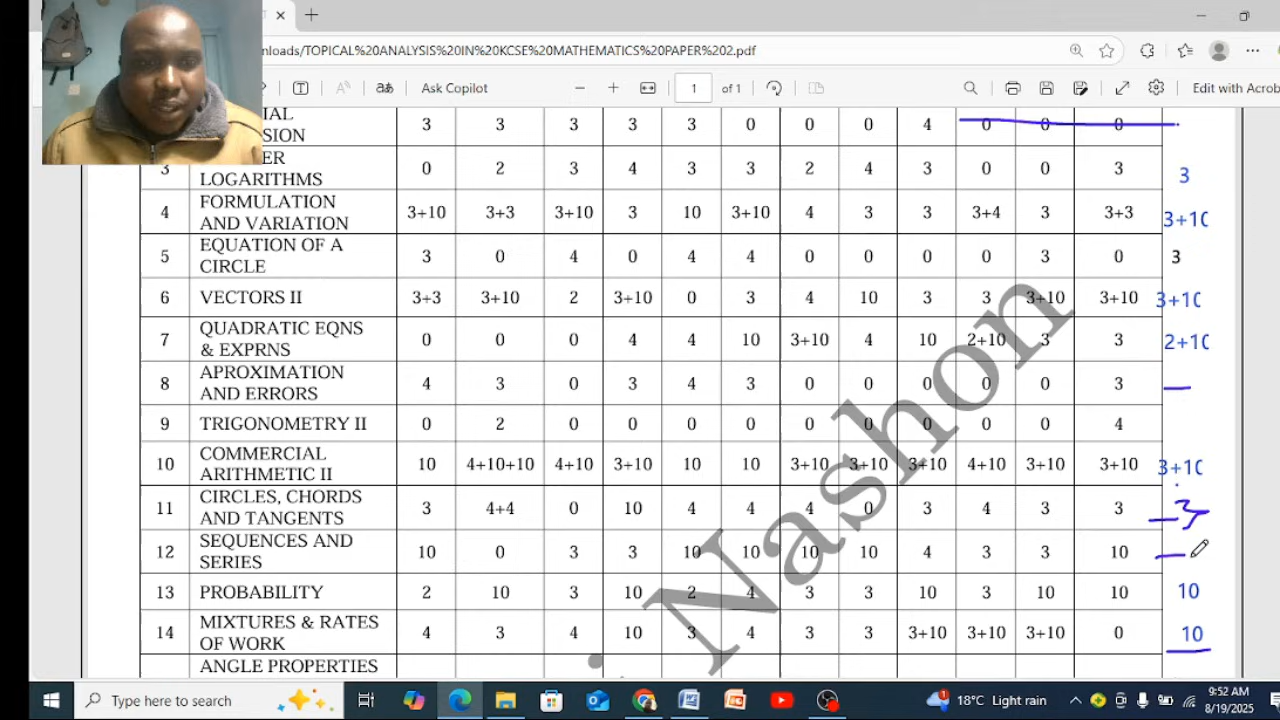 nloads/TOPICAL%20ANALYSIS%20IN%20KCSE%20MATHEMATICS%20PAPER%202.pdf
Ask Copilot 1 of 1 Edit with Acrob
IAL
SION 3 3 3 3 3 0 0 0 4 0 0 0
3 ER
LOGARITHMS 0 2 3 4 3 3 2 4 3 0 0 3 3
4 FORMULATION
AND VARIATION 3+10 3+3 3+10 3 10 3+10 4 3 3 3+4 3 3+3 3+10
5 EQUATION OF A
CIRCLE 3 0 4 0 4 4 0 0 0 0 3 0 3
6 VECTORS II 3+3 3+10 2 3+10 0 3 4 10 3 3 3+10 3+10 3+10
7 QUADRATIC EQNS
& EXPRNS 0 0 0 4 4 10 3+10 4 10 2+10 3 3 2+10
8 APROXIMATION
AND ERRORS 4 3 0 3 4 3 0 0 0 0 0 3 —
9 TRIGONOMETRY II 0 2 0 0 0 0 0 0 0 0 0 4
10 COMMERCIAL
ARITHMETIC II 10 4+10+10 4+10 3+10 10 10 3+10 3+10 3+10 4+10 3+10 3+10 3+10
11 CIRCLES, CHORDS
AND TANGENTS 3 4+4 0 10 4 4 4 0 3 4 3 3 3
12 SEQUENCES AND
SERIES 10 0 3 3 10 10 10 10 4 3 3 10 —
13 PROBABILITY 2 10 3 10 2 4 3 3 10 3 10 10 10
14 MIXTURES & RATES
OF WORK 4 3 4 10 3 4 3 3 3+10 3+10 3+10 0 10
ANGLE PROPERTIES
Nashon
Type here to search
1 18°C Light rain
9:52 AM
8/19/2025